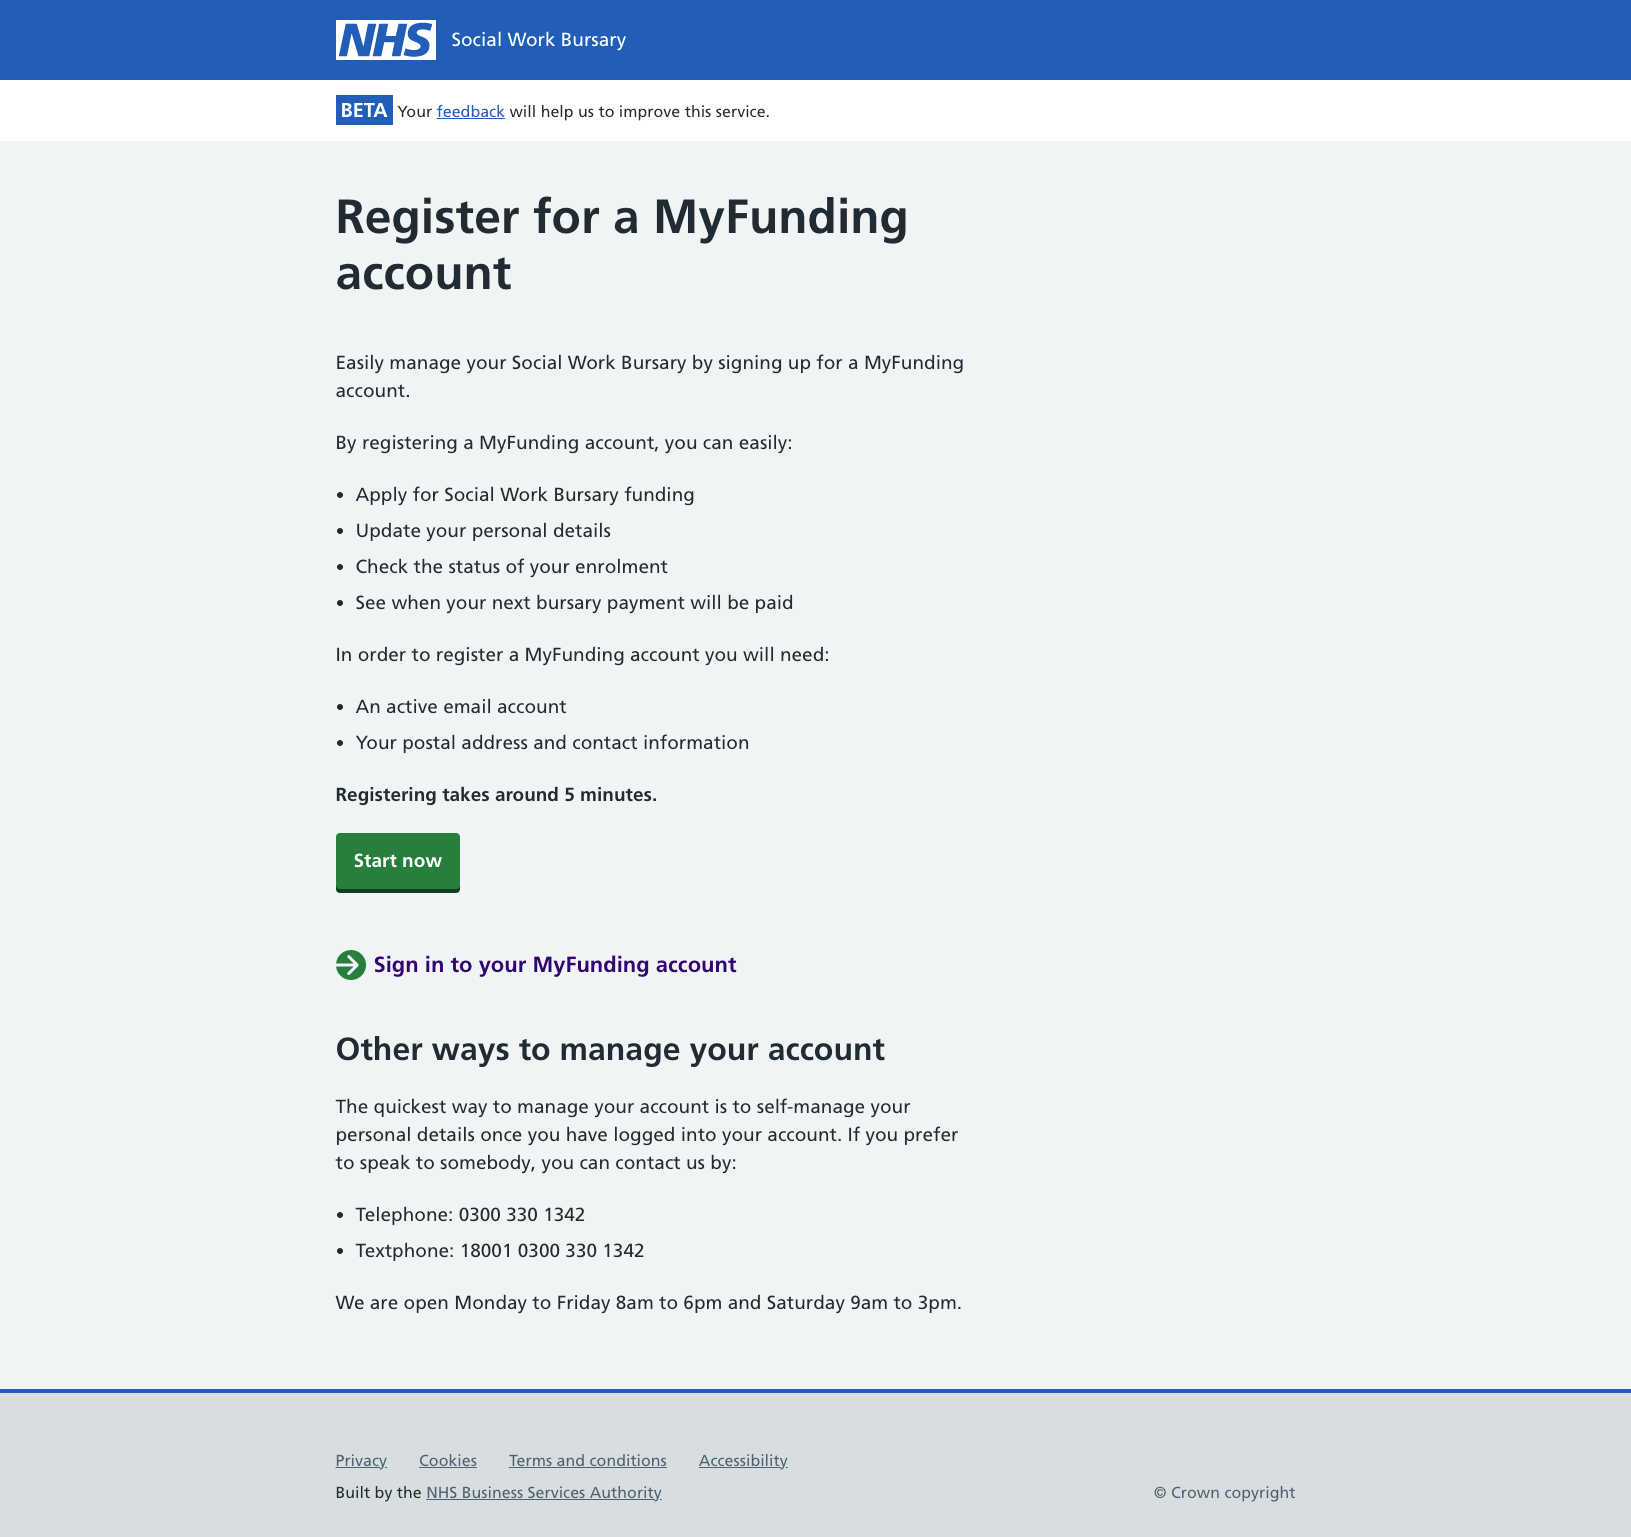 NHS Social Work Bursary
BETA Your feedback will help us to improve this service.
Register for a MyFunding
account
Easily manage your Social Work Bursary by signing up for a MyFunding
account.
By registering a MyFunding account, you can easily:
• Apply for Social Work Bursary funding
• Update your personal details
• Check the status of your enrolment
• See when your next bursary payment will be paid
In order to register a MyFunding account you will need:
• An active email account
• Your postal address and contact information
Registering takes around 5 minutes.
Start now
Sign in to your MyFunding account
Other ways to manage your account
The quickest way to manage your account is to self-manage your
personal details once you have logged into your account. If you prefer
to speak to somebody, you can contact us by:
• Telephone: 0300 330 1342
• Textphone: 18001 0300 330 1342
We are open Monday to Friday 8am to 6pm and Saturday 9am to 3pm.
Privacy Cookies Terms and conditions Accessibility
Built by the NHS Business Services Authority © Crown copyright